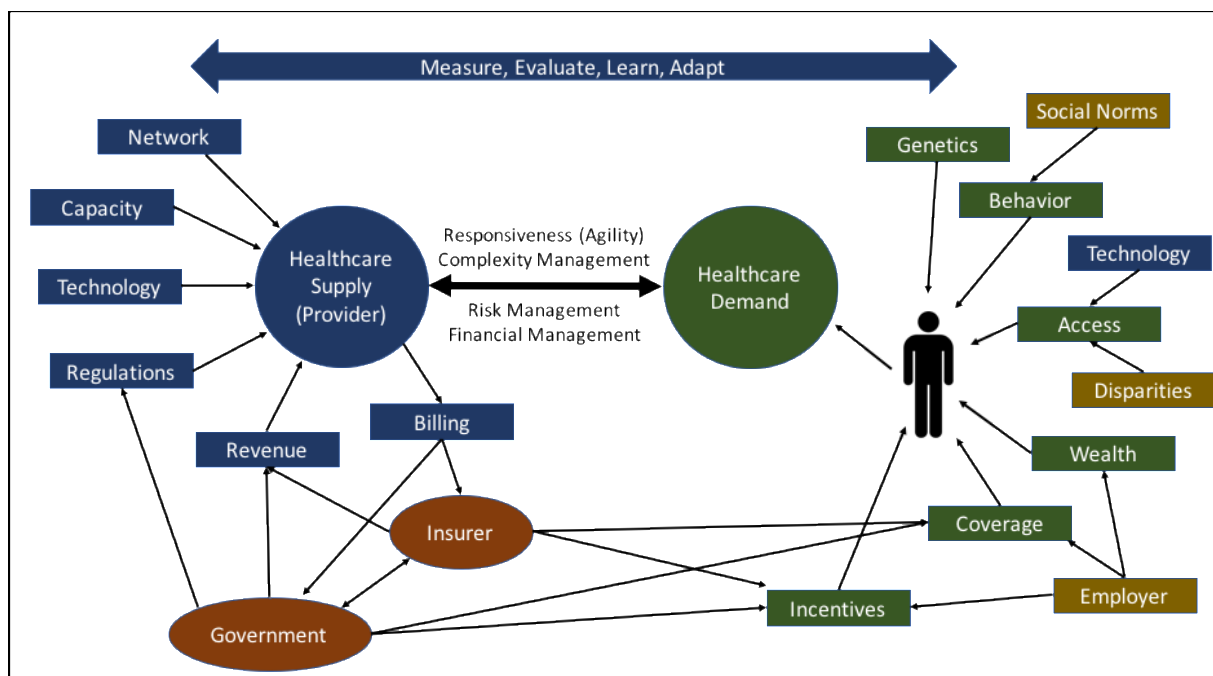 Measure, Evaluate, Learn, Adapt
Social Norms
Network
Genetics
Behavior
Capacity
Responsiveness (Agility)
Complexity Management
Healthcare
Supply
(Provider)
Healthcare
Demand
Technology
Technology
Risk Management
Financial Management
Access
Regulations
Disparities
Billing
Revenue
Wealth
Insurer
Coverage
Employer
Incentives
Government